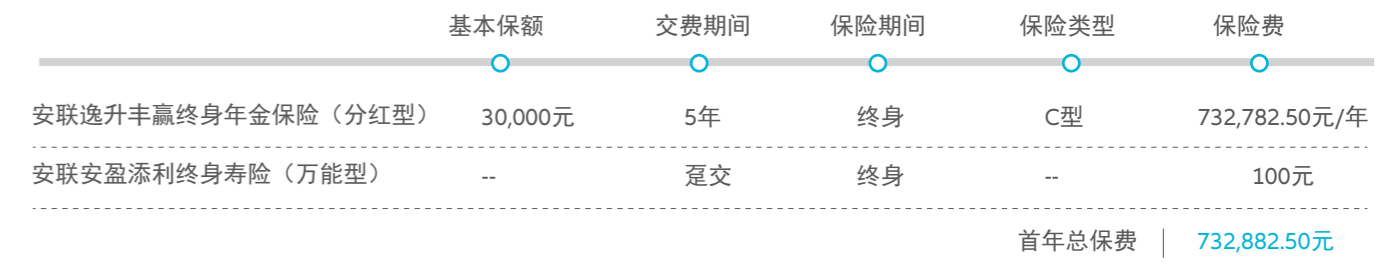 基本保额 交费期间 保险期间 保险类型 保险费
安联逸升丰赢终身年金保险（分红型） 30,000元 5年 终身 C型 732,782.50元/年
安联安盈添利终身寿险（万能型） -- 趸交 终身 -- 100元
首年总保费 732,882.50元